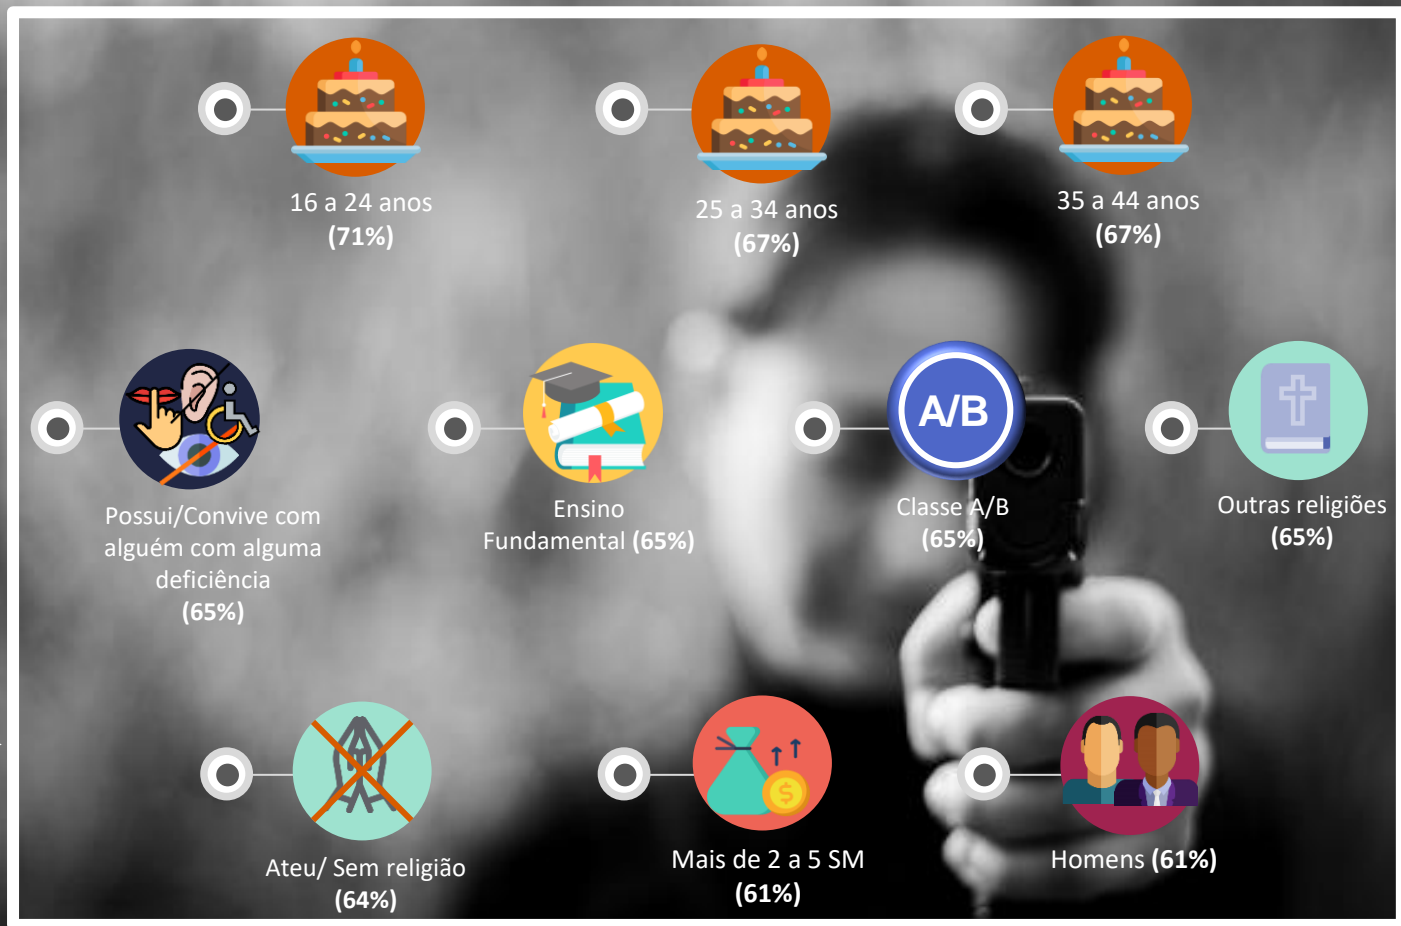 16 a 24 anos
(71%)
25 a 34 anos
(67%)
35 a 44 anos
(67%)
Possui/Convive com
alguém com alguma
deficiência
(65%)
Ensino
Fundamental (65%)
A/B
Classe A/B
(65%)
Outras religiões
(65%)
Ateu/ Sem religião
(64%)
$
Mais de 2 a 5 SM
(61%)
Homens (61%)